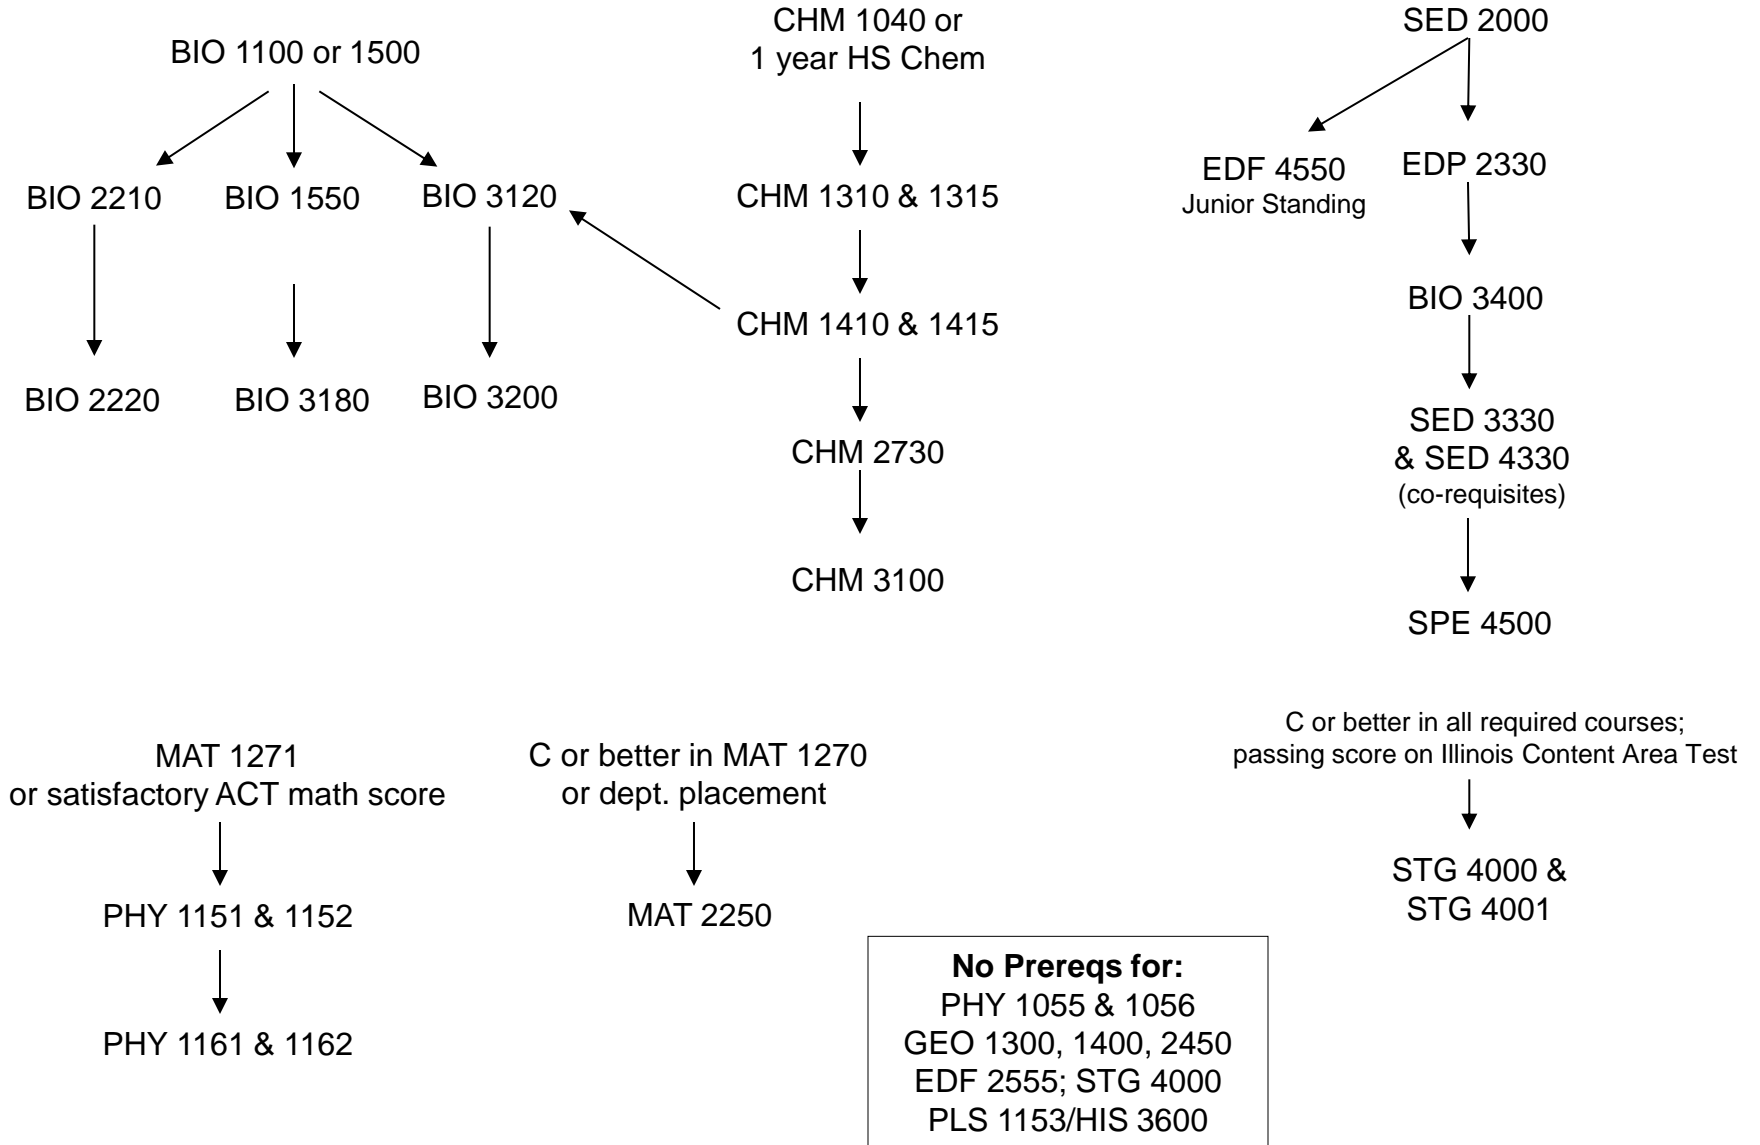 BIO 1100 or 1500
BIO 2210
BIO 1550
BIO 3120
BIO 2220
BIO 3180
BIO 3200
CHM 1040 or
1 year HS Chem
CHM 1310 & 1315
CHM 1410 & 1415
CHM 2730
CHM 3100
SED 2000
EDF 4550
Junior Standing
EDP 2330
BIO 3400
SED 3330
& SED 4330
(co-requisites)
SPE 4500
MAT 1271
or satisfactory ACT math score
PHY 1151 & 1152
PHY 1161 & 1162
C or better in MAT 1270
or dept. placement
MAT 2250
C or better in all required courses;
passing score on Illinois Content Area Test
STG 4000 &
STG 4001
No Prereqs for:
PHY 1055 & 1056
GEO 1300, 1400, 2450
EDF 2555; STG 4000
PLS 1153/HIS 3600